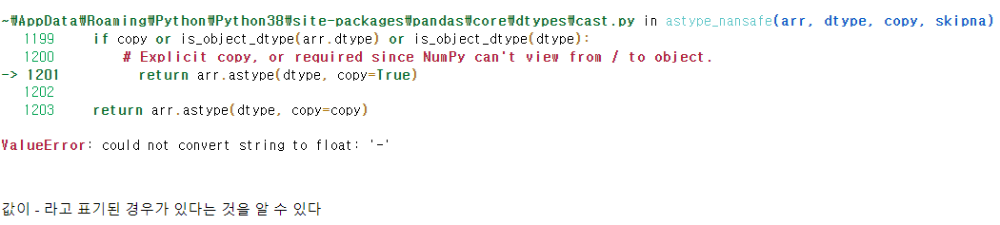 ~\AppData\Roaming\Python\Python38\site-packages\pandas\core\dtypes\cast.py in astype_nansafe(arr, dtype, copy, skipna)
1199 if copy or is_object_dtype(arr.dtype) or is_object_dtype(dtype):
1200 # Explicit copy, or required since NumPy can't view from / to object.
-> 1201 return arr.astype(dtype, copy=True)
1202
1203 return arr.astype(dtype, copy=copy)
ValueError: could not convert string to float: '-'
값이 - 라고 표기된 경우가 있다는 것을 알 수 있다